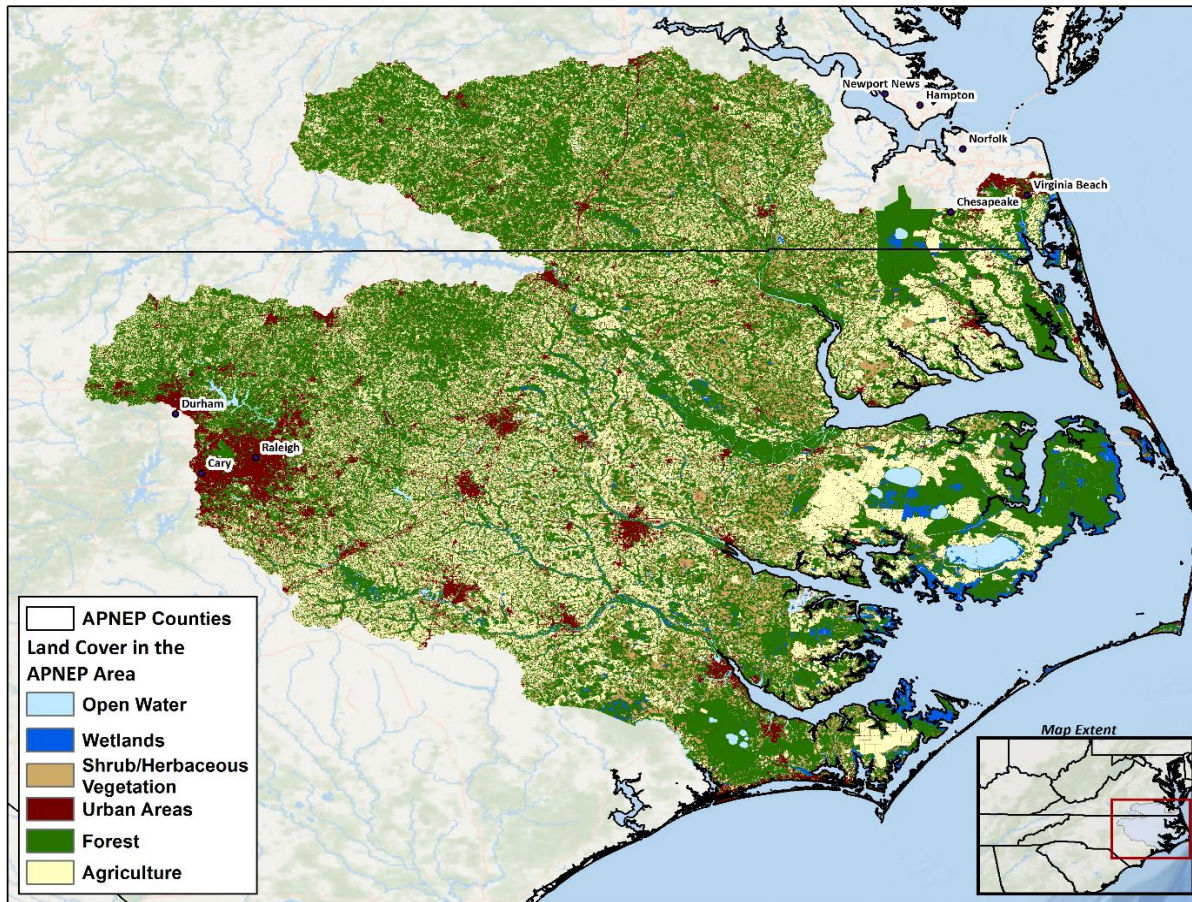 Newport News
Hampton
Norfolk
Virginia Beach
Chesapeake
Durham
Raleigh
Cary
APNEP Counties
Land Cover in the
APNEP Area
Open Water
Wetlands
Shrub/Herbaceous
Vegetation
Urban Areas
Forest
Agriculture
Map Extent